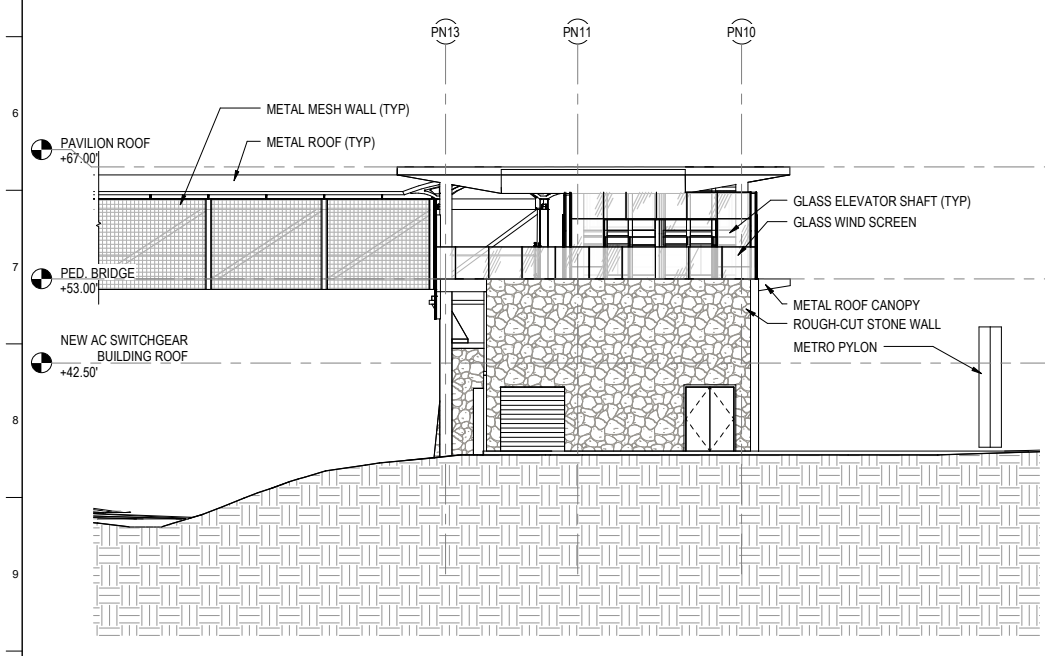 PN13
PN11
PN10
6
METAL MESH WALL (TYP)
METAL ROOF (TYP)
PAVILION ROOF
+67.00'
GLASS ELEVATOR SHAFT (TYP)
GLASS WIND SCREEN
7
PED. BRIDGE
+53.00'
METAL ROOF CANOPY
ROUGH-CUT STONE WALL
METRO PYLON
NEW AC SWITCHGEAR
BUILDING ROOF
+42.50'
8
9